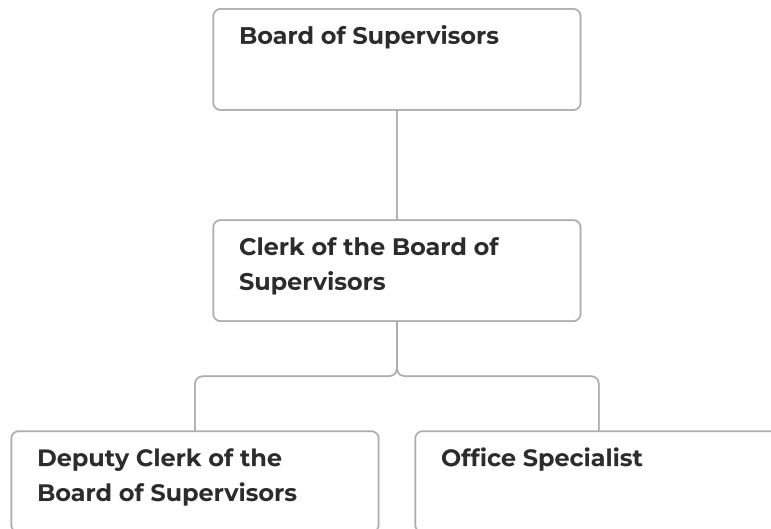 Board of Supervisors
Clerk of the Board of
Supervisors
Deputy Clerk of the
Board of Supervisors
Office Specialist